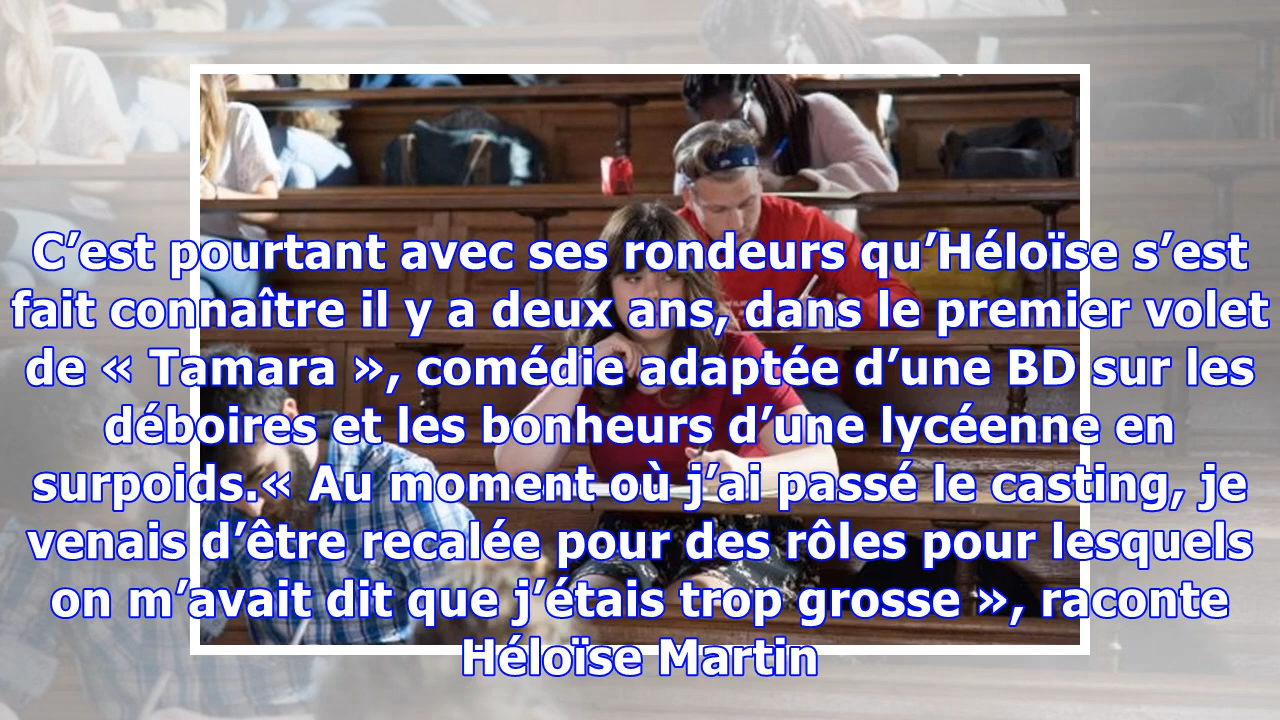 C’est pourtant avec ses rondeurs qu’Héloïse s’est
fait connaître il y a deux ans, dans le premier volet
de « Tamara », comédie adaptée d’une BD sur les
déboires et les bonheurs d’une lycéenne en
surpoids.« Au moment où j’ai passé le casting, je
venais d’être recalée pour des rôles pour lesquels
on m’avait dit que j’étais trop grosse », raconte
Héloïse Martin